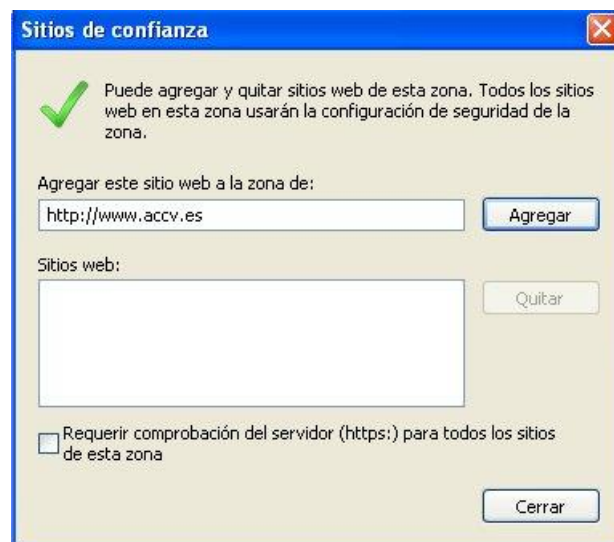 Sitios de confianza
Puede agregar y quitar sitios web de esta zona. Todos los sitios
web en esta zona usarán la configuración de seguridad de la
zona.
Agregar este sitio web a la zona de:
http://www.accv.es
Agregar
Sitios web:
Quitar
Requerir comprobación del servidor (https:) para todos los sitios
de esta zona
Cerrar